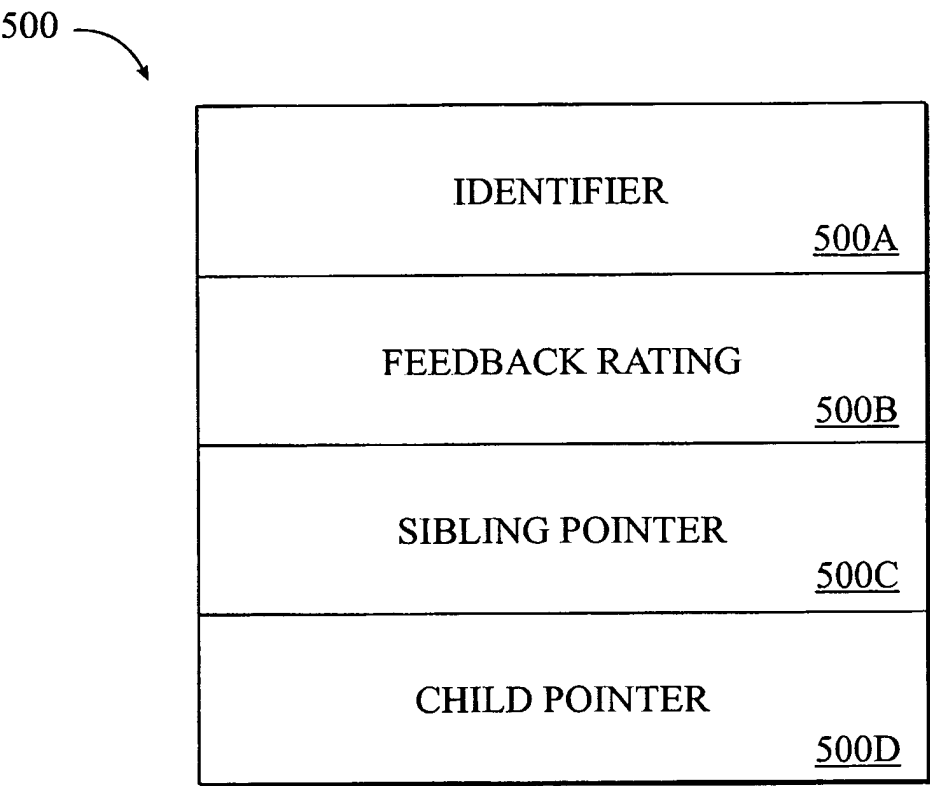 500
IDENTIFIER
500A
FEEDBACK RATING
500B
SIBLING POINTER
500C
CHILD POINTER
500D